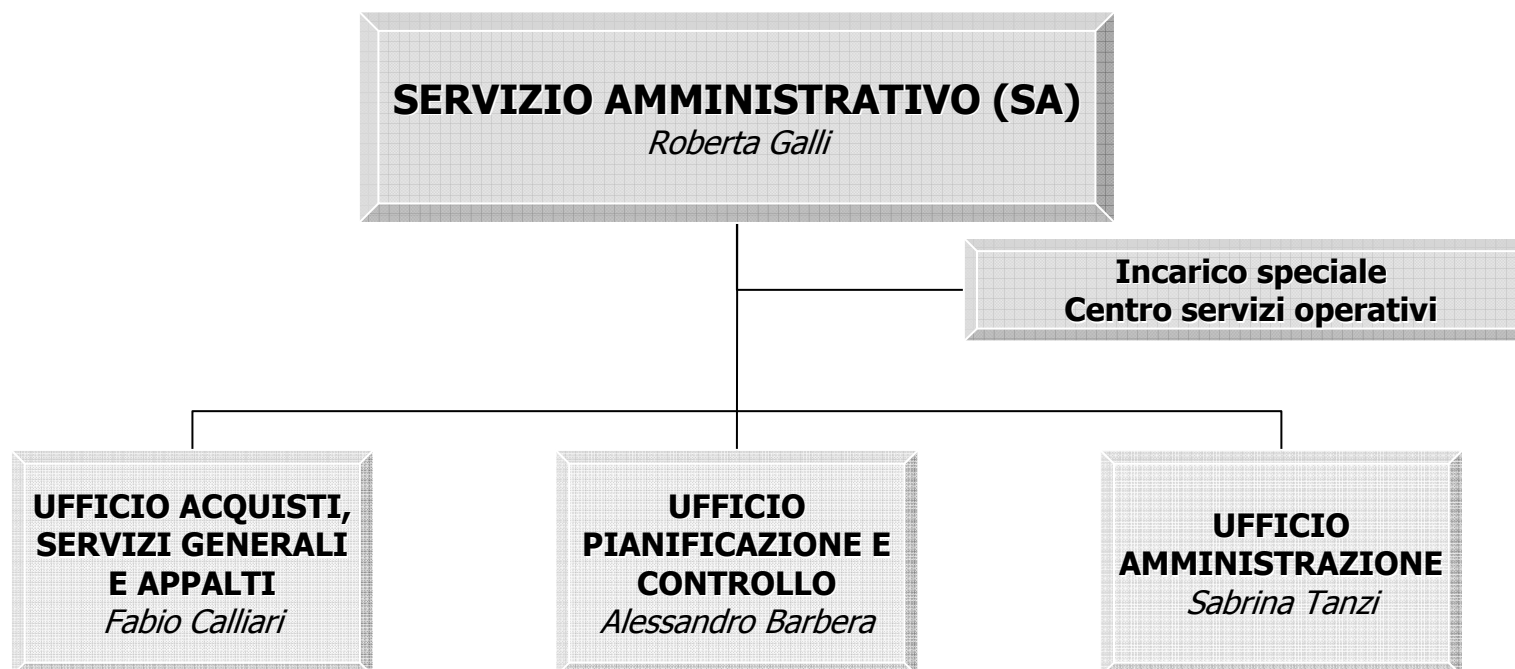 SERVIZIO AMMINISTRATIVO (SA)
Roberta Galli
Incarico speciale
Centro servizi operativi
UFFICIO ACQUISTI,
SERVIZI GENERALI
E APPALTI
Fabio Calliari
UFFICIO
PIANIFICAZIONE E
CONTROLLO
Alessandro Barbera
UFFICIO
AMMINISTRAZIONE
Sabrina Tanzi